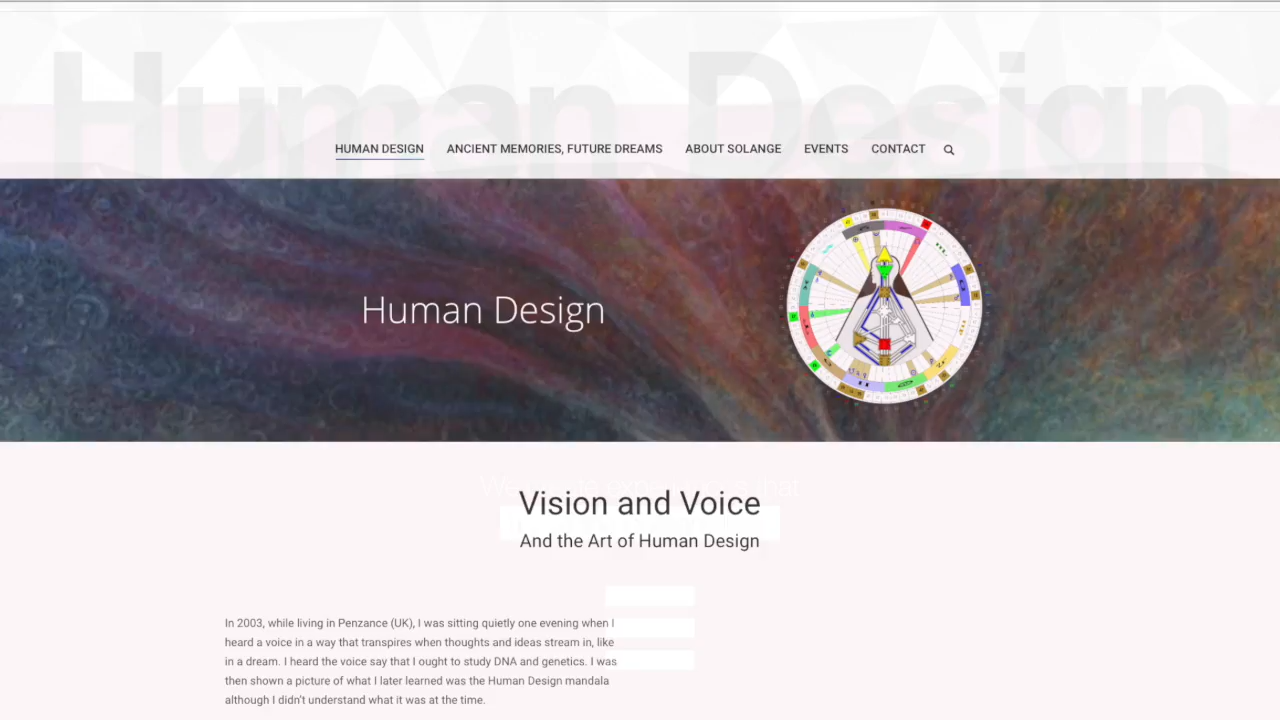 Human Design
HUMAN DESIGN ANCIENT MEMORIES, FUTURE DREAMS ABOUT SOLANGE EVENTS CONTACT
Human Design
We that
Vision and Voice
And the Art of Human Design
In 2003, while living in Penzance (UK), I was sitting quietly one evening when I
heard a voice in a way that transpires when thoughts and ideas stream in, like
in a dream. I heard the voice say that I ought to study DNA and genetics. I was
then shown a picture of what I later learned was the Human Design mandala
although I didn't understand what it was at the time.